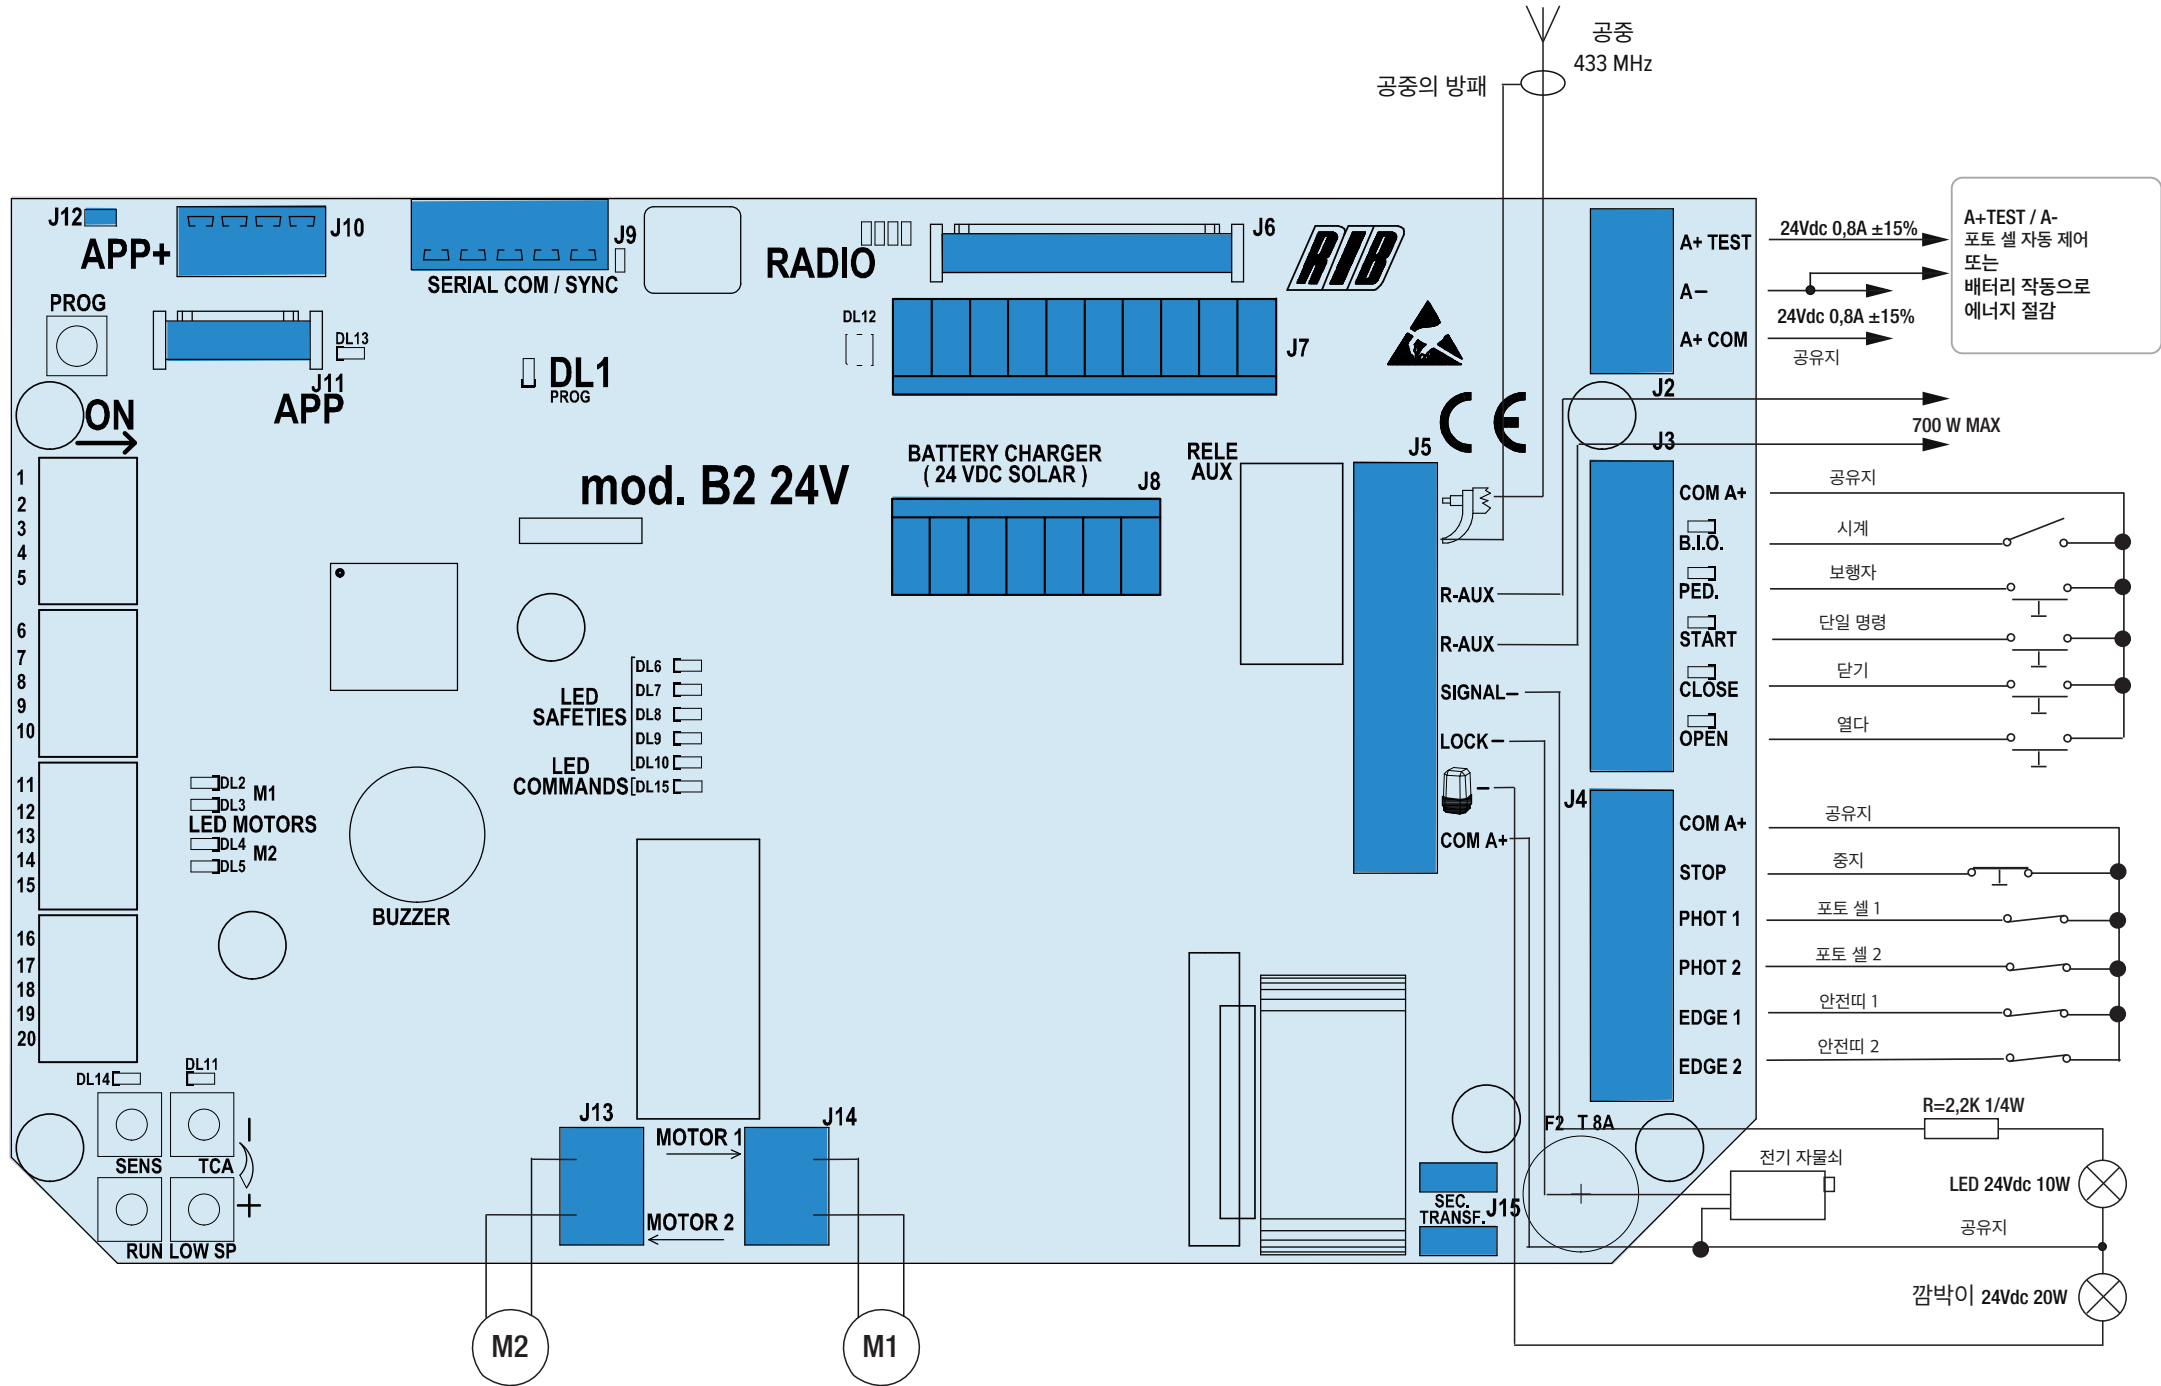 공중
433 MHz
공중의 방패
J12
APP+
J10
J9
SERIAL COM / SYNC
RADIO
J6
RIB
A+ TEST
24Vdc 0,8A ±15%
A+TEST / A-
포토 셀 자동 제어
또는
배터리 작동으로
에너지 절감
A-
24Vdc 0,8A ±15%
A+ COM
공유지
PROG
DL13
J11
APP
DL1
PROG
DL12
J7
J2
CE
700 W MAX
ON
mod. B2 24V
BATTERY CHARGER
( 24 VDC SOLAR )
J8
RELE
AUX
J5
J3
COM A+
공유지
B.I.O.
시계
PED.
보행자
START
단일 명령
CLOSE
닫기
OPEN
열다
R-AUX
R-AUX
SIGNAL-
LOCK-
-
COM A+
1
2
3
4
5
6
7
8
9
10
11
12
13
14
15
16
17
18
19
20
LED
SAFETIES
DL6
DL7
DL8
DL9
DL10
LED
COMMANDS
DL15
DL2
DL3
M1
LED MOTORS
DL4
DL5
M2
BUZZER
J4
COM A+
공유지
STOP
중지
PHOT 1
포토 셀 1
PHOT 2
포토 셀 2
EDGE 1
안전띠 1
EDGE 2
안전띠 2
DL14
DL11
SENS
TCA
-
+
RUN
LOW SP
J13
MOTOR 1
J14
MOTOR 2
M2
M1
F2 T 8A
SEC.
TRANSF.
J15
R=2,2K 1/4W
전기 자물쇠
LED 24Vdc 10W
공유지
깜박이 24Vdc 20W